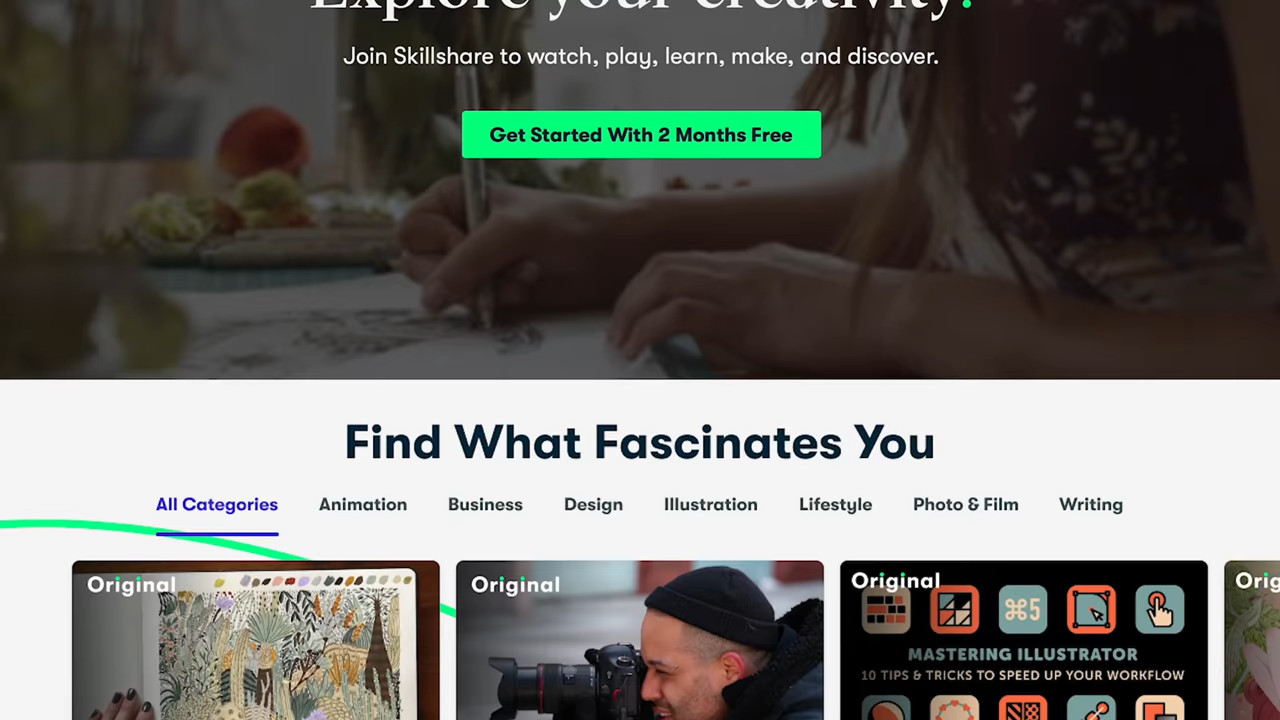 Explore your creativity.
Join Skillshare to watch, play, learn, make, and discover.
Get Started With 2 Months Free
Find What Fascinates You
All Categories Animation Business Design Illustration Lifestyle Photo & Film Writing
Original Original Original Orig
⌘5
MASTERING ILLUSTRATOR
10 TIPS & TRICKS TO SPEED UP YOUR WORKFLOW